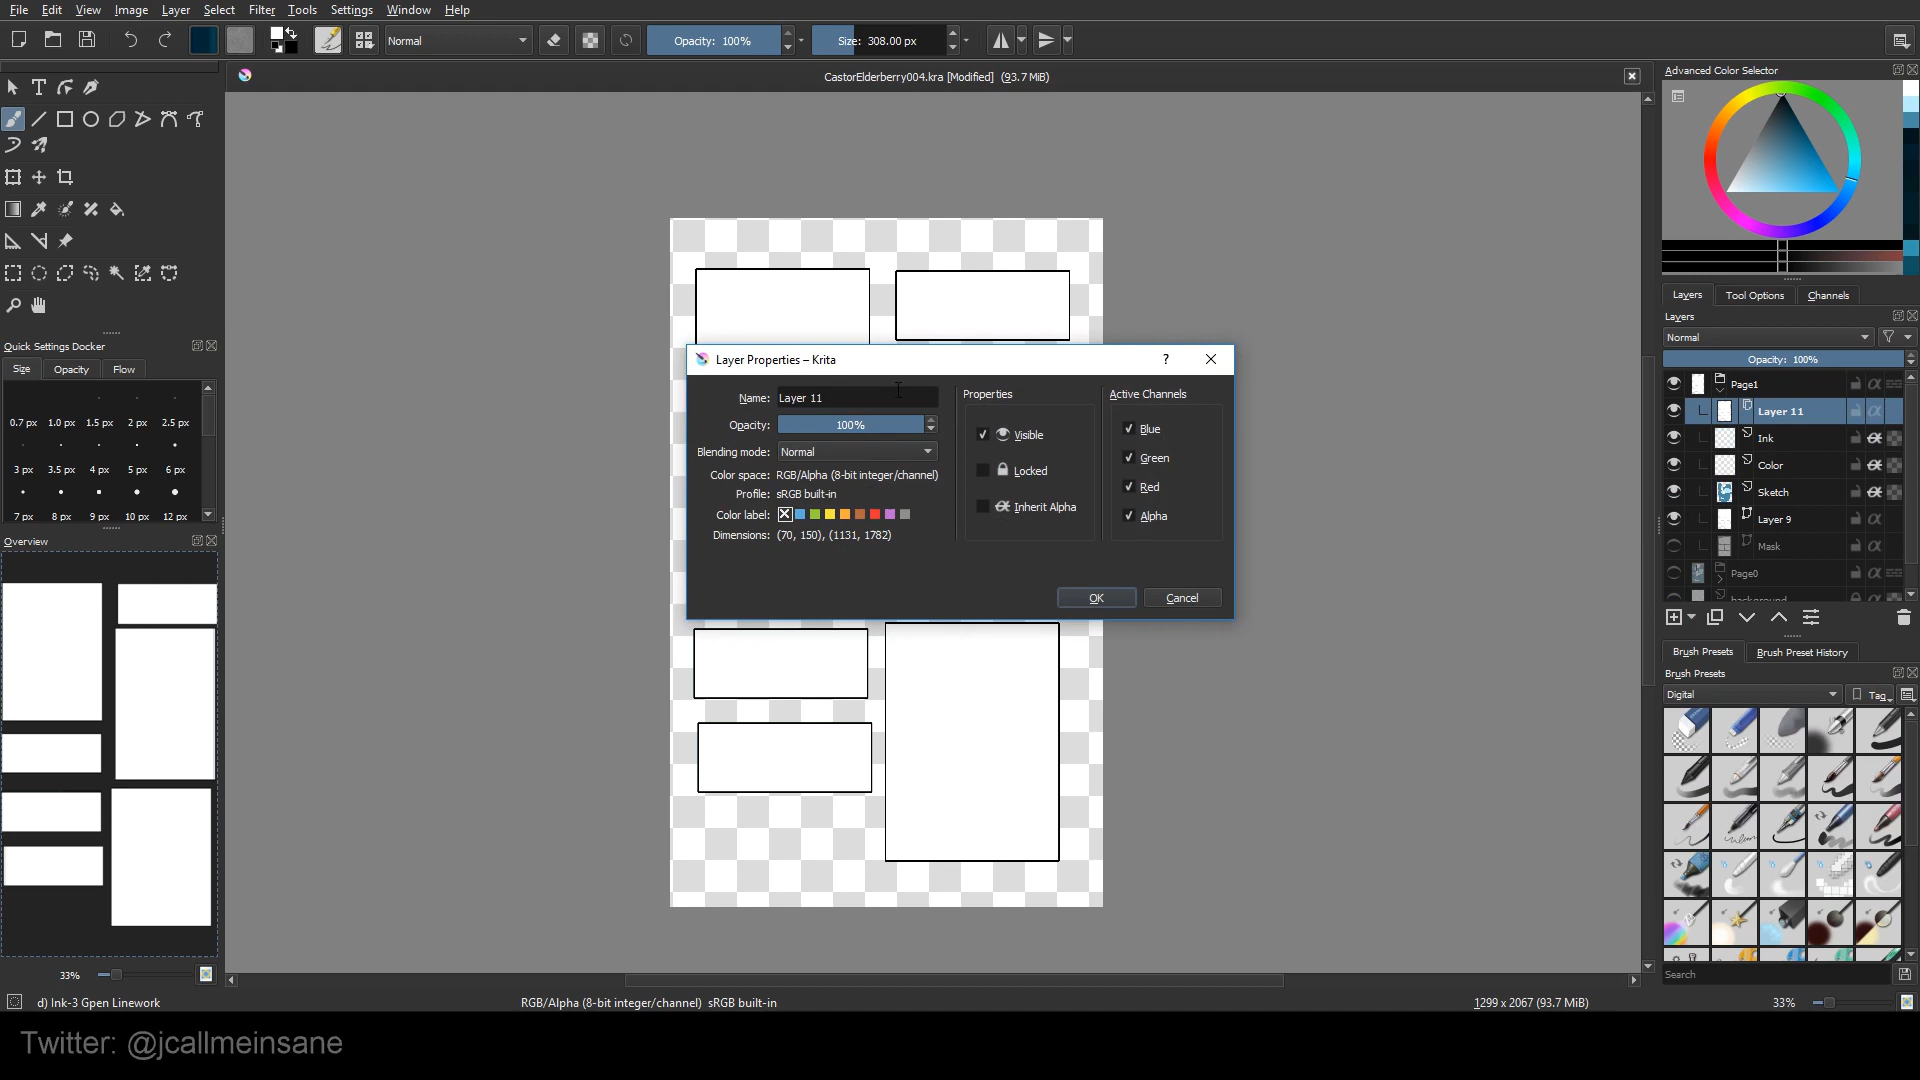 File Edit View Image Layer Select Filter Tools Settings Window Help
Normal Opacity: 100% Size: 308.00 px
CastorElderberry004.kra [Modified] (93.7 MiB)
Advanced Color Selector
Quick Settings Docker
Size Opacity Flow
0.7 px 1.0 px 1.5 px 2 px 2.5 px
3 px 3.5 px 4 px 5 px 6 px
7 px 8 px 9 px 10 px 12 px
Overview
33%
Layer Properties – Krita ?
Name: Layer 11
Opacity: 100%
Blending mode: Normal
Color space: RGB/Alpha (8-bit integer/channel)
Profile: sRGB built-in
Color label:
Dimensions: (70, 150), (1131, 1782)
Properties
Visible
Locked
Inherit Alpha
Active Channels
Blue
Green
Red
Alpha
OK Cancel
Layers Tool Options Channels
Layers
Normal
Opacity: 100%
Page1
Layer 11
Ink
Color
Sketch
Layer 9
Mask
Page0
background
Brush Presets Brush Preset History
Brush Presets
Digital Tag
Search
d) Ink-3 Gpen Linework RGB/Alpha (8-bit integer/channel) sRGB built-in 1299 x 2067 (93.7 MiB) 33%
Twitter: @jcallmeinsane